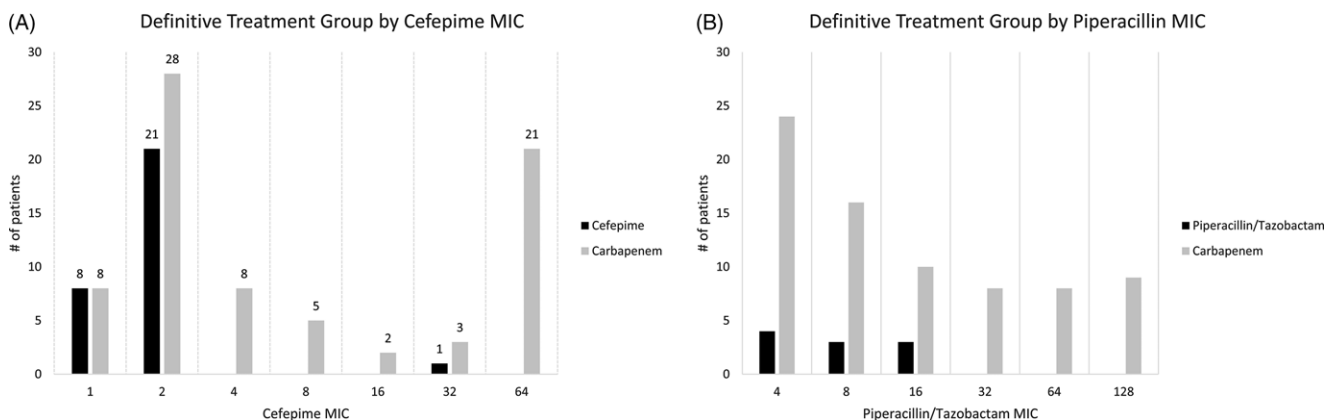 (A)
Definitive Treatment Group by Cefepime MIC
30
25
20
15
10
5
0
# of patients
8 8
21 28
8
5
2
1 3
21
1 2 4 8 16 32 64
Cefepime MIC
Cefepime
Carbapenem
(B)
Definitive Treatment Group by Piperacillin MIC
30
25
20
15
10
5
0
# of patients
4 8 16 32 64 128
Piperacillin/Tazobactam MIC
Piperacillin/Tazobactam
Carbapenem